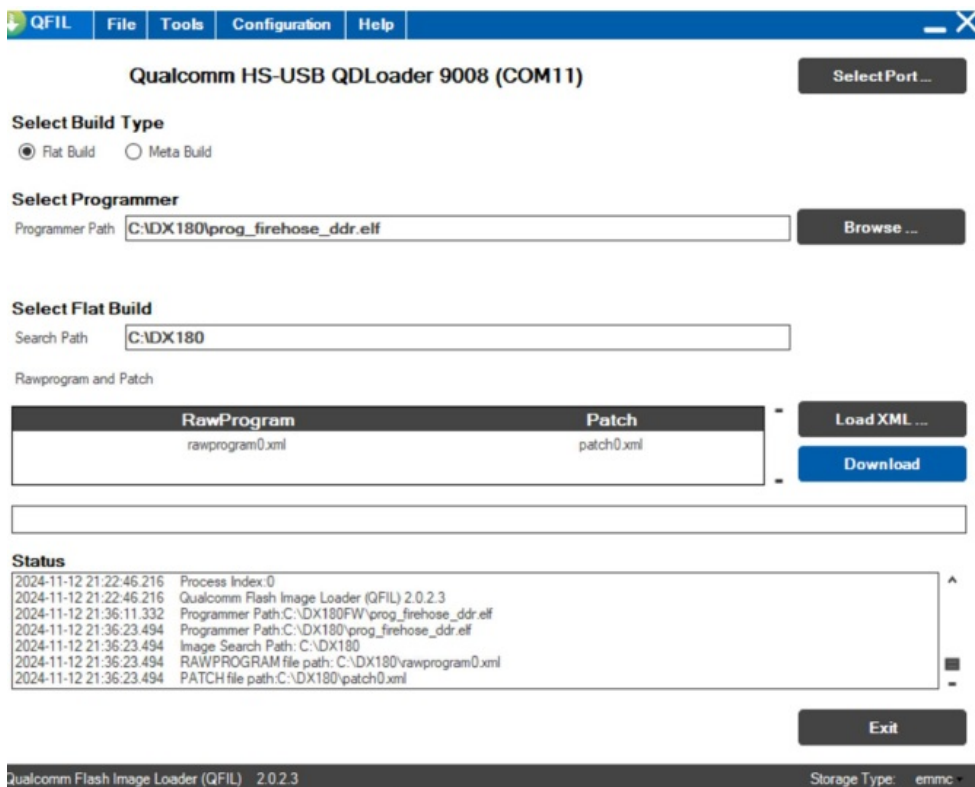 QFIL File Tools Configuration Help
Qualcomm HS-USB QDLoader 9008 (COM11)
Select Port ...
Select Build Type
Flat Build Meta Build
Select Programmer
Programmer Path C:\DX180\prog_firehose_ddr.elf Browse ...
Select Flat Build
Search Path C:\DX180
Rawprogram and Patch
RawProgram Patch
Load XML ...
rawprogram0.xml patch0.xml
Download
Status
2024-11-12 21:22:46.216 Process Index:0
2024-11-12 21:22:46.216 Qualcomm Flash Image Loader (QFIL) 2.0.2.3
2024-11-12 21:36:11.332 Programmer Path:C:\DX180FW\prog_firehose_ddr.elf
2024-11-12 21:36:23.494 Programmer Path:C:\DX180\prog_firehose_ddr.elf
2024-11-12 21:36:23.494 Image Search Path: C:\DX180
2024-11-12 21:36:23.494 RAWPROGRAM file path: C:\DX180\rawprogram0.xml
2024-11-12 21:36:23.494 PATCH file path:C:\DX180\patch0.xml
Exit
Qualcomm Flash Image Loader (QFIL) 2.0.2.3 Storage Type: emmc